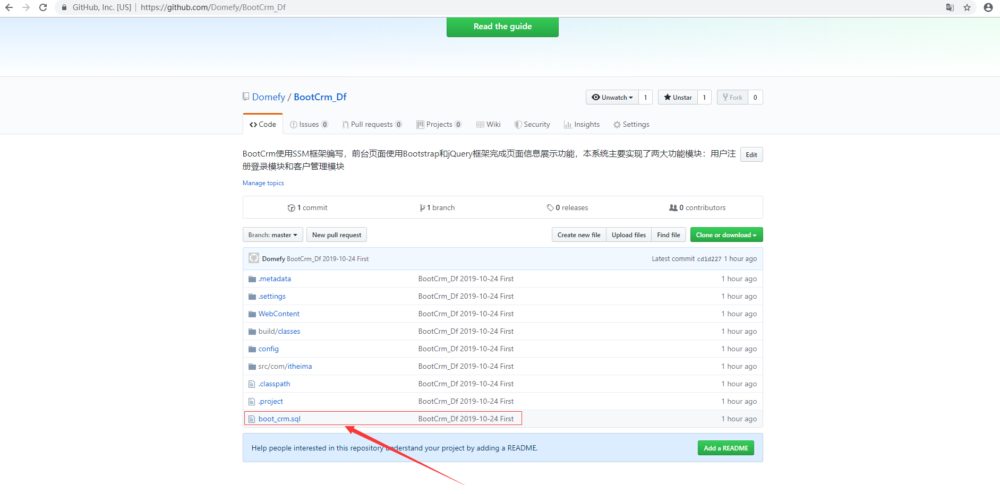 GitHub, Inc. [US] https://github.com/Domefy/BootCrm_Df
Read the guide
Domefy / BootCrm_Df
Unwatch 1 Unstar 1 Fork 0
Code Issues 0 Pull requests 0 Projects 0 Wiki Security Insights Settings
BootCrm使用SSM框架编写，前台页面使用Bootstrap和jQuery框架完成页面信息展示功能，本系统主要实现了两大功能模块：用户注 Edit
册登录模块和客户管理模块
Manage topics
1 commit 1 branch 0 releases 0 contributors
Branch: master New pull request Create new file Upload files Find file Clone or download
Domefy BootCrm_Df 2019-10-24 First Latest commit cd1d227 1 hour ago
.metadata BootCrm_Df 2019-10-24 First 1 hour ago
.settings BootCrm_Df 2019-10-24 First 1 hour ago
WebContent BootCrm_Df 2019-10-24 First 1 hour ago
build/classes BootCrm_Df 2019-10-24 First 1 hour ago
config BootCrm_Df 2019-10-24 First 1 hour ago
src/com/itheima BootCrm_Df 2019-10-24 First 1 hour ago
.classpath BootCrm_Df 2019-10-24 First 1 hour ago
.project BootCrm_Df 2019-10-24 First 1 hour ago
boot_crm.sql BootCrm_Df 2019-10-24 First 1 hour ago
Help people interested in this repository understand your project by adding a README. Add a README